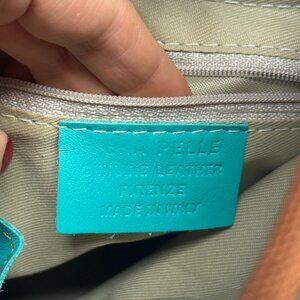 PELLE
GENUINE LEATHER
FIRENZE
MADE IN ITALY